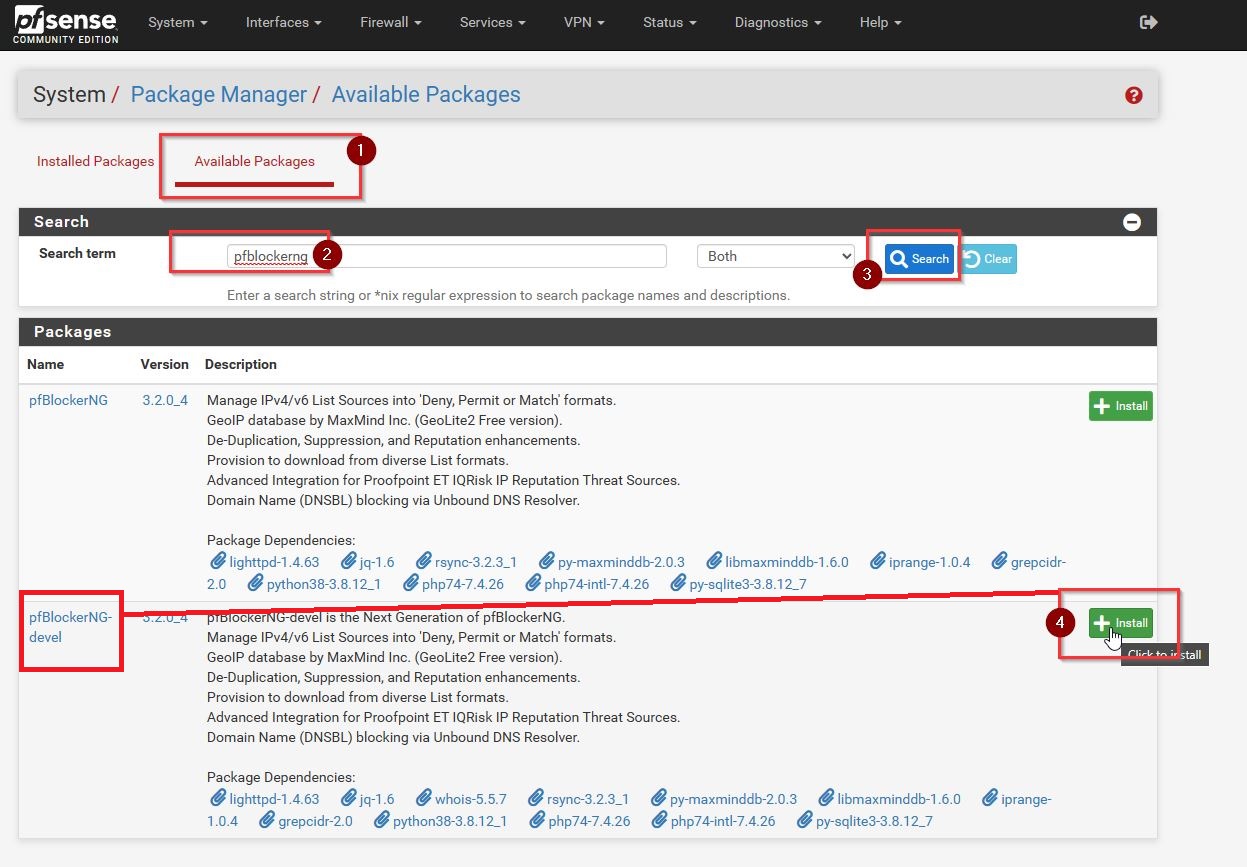 pfsense
COMMUNITY EDITION
System Interfaces Firewall Services VPN Status Diagnostics Help
System / Package Manager / Available Packages ?
Installed Packages Available Packages 1
Search
Search term pfblockerng 2 Both 3 Search Clear
Enter a search string or *nix regular expression to search package names and descriptions.
Packages
Name Version Description
pfBlockerNG 3.2.0_4 Manage IPv4/v6 List Sources into 'Deny, Permit or Match' formats. Install
GeoIP database by MaxMind Inc. (GeoLite2 Free version).
De-Duplication, Suppression, and Reputation enhancements.
Provision to download from diverse List formats.
Advanced Integration for Proofpoint ET IQRisk IP Reputation Threat Sources.
Domain Name (DNSBL) blocking via Unbound DNS Resolver.
Package Dependencies:
lighttpd-1.4.63 jq-1.6 rsync-3.2.3_1 py-maxminddb-2.0.3 libmaxminddb-1.6.0 iprange-1.0.4 grepcidr-
2.0 python38-3.8.12_1 php74-7.4.26 php74-intl-7.4.26 py-sqlite3-3.8.12_7
pfBlockerNG- 3.2.0_4 pfBlockerNG-devel is the Next Generation of pfBlockerNG. 4 Install
devel Manage IPv4/v6 List Sources into 'Deny, Permit or Match' formats.
Click to install
GeoIP database by MaxMind Inc. (GeoLite2 Free version).
De-Duplication, Suppression, and Reputation enhancements.
Provision to download from diverse List formats.
Advanced Integration for Proofpoint ET IQRisk IP Reputation Threat Sources.
Domain Name (DNSBL) blocking via Unbound DNS Resolver.
Package Dependencies:
lighttpd-1.4.63 jq-1.6 whois-5.5.7 rsync-3.2.3_1 py-maxminddb-2.0.3 libmaxminddb-1.6.0 iprange-
1.0.4 grepcidr-2.0 python38-3.8.12_1 php74-7.4.26 php74-intl-7.4.26 py-sqlite3-3.8.12_7